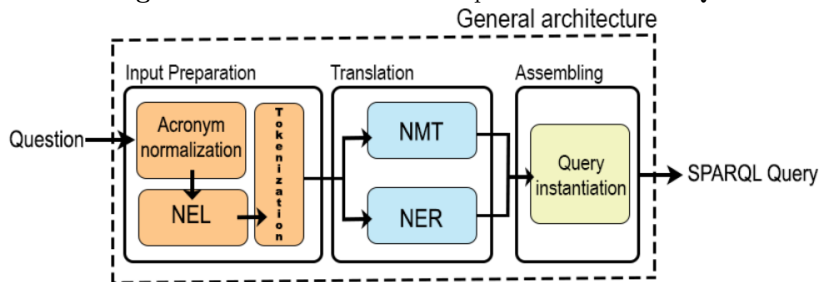 General architecture
Input Preparation
Translation
Assembling
Question
Acronym
normalization
NEL
Tokenization
NMT
NER
Query
instantiation
SPARQL Query